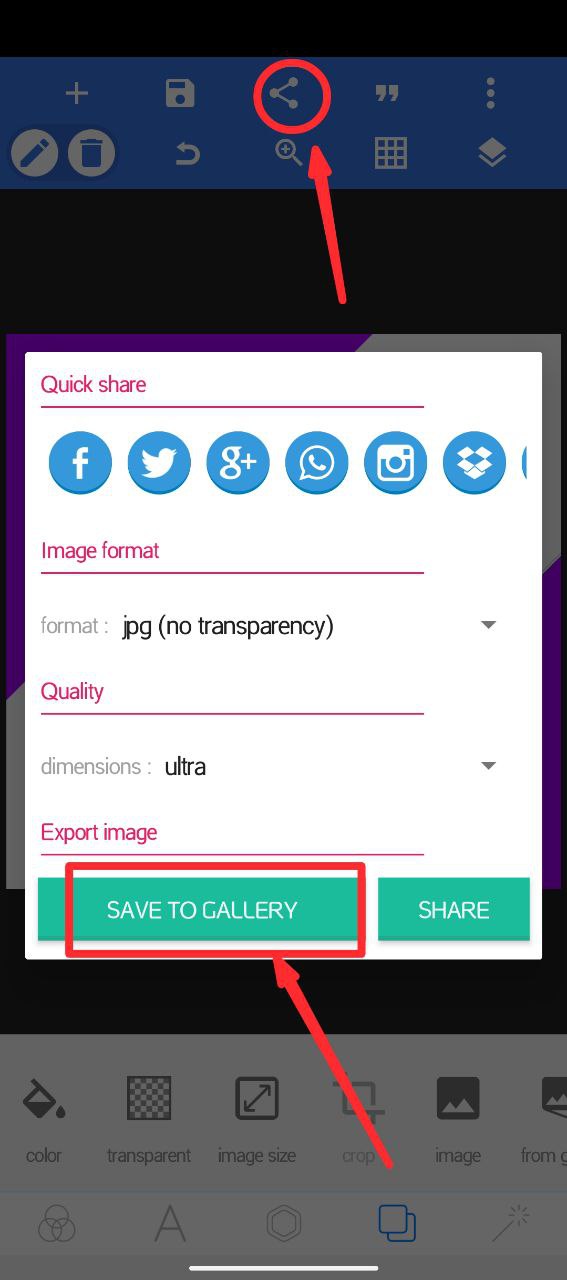 Quick share
Image format
format : jpg (no transparency)
Quality
dimensions : ultra
Export image
SAVE TO GALLERY
SHARE
color
transparent
image size
crop
image
from g